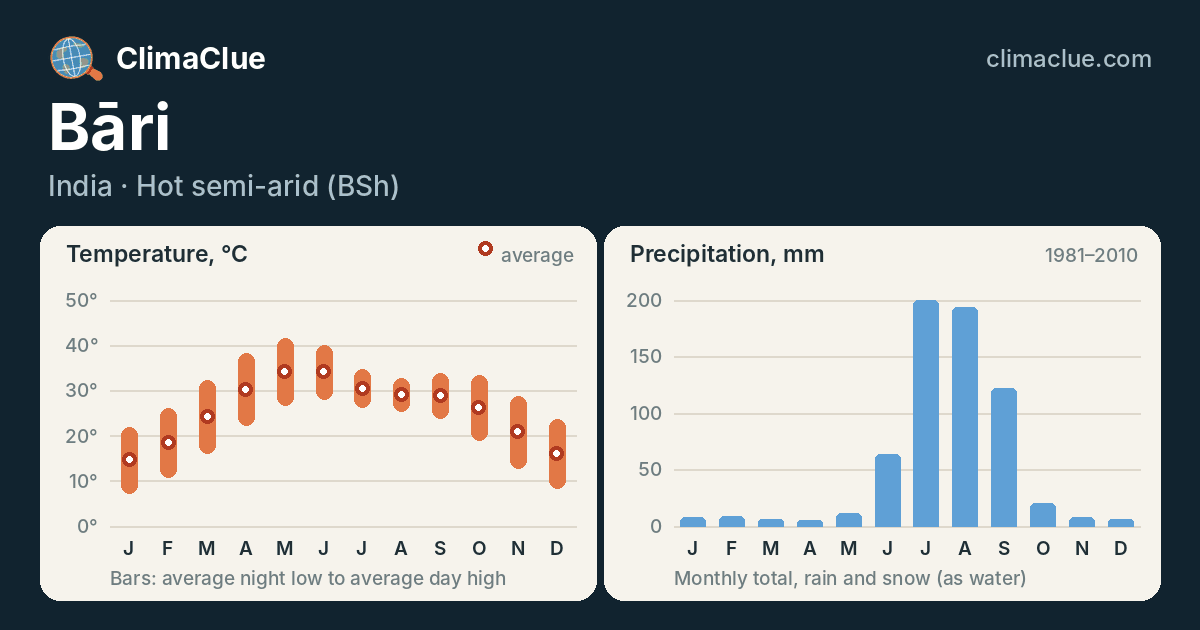 ClimaClue
climaclue.com
Bāri
India · Hot semi-arid (BSh)
Temperature, °C
average
50°
40°
30°
20°
10°
0°
J F M A M J J A S O N D
Bars: average night low to average day high
Precipitation, mm
1981–2010
200
150
100
50
0
J F M A M J J A S O N D
Monthly total, rain and snow (as water)